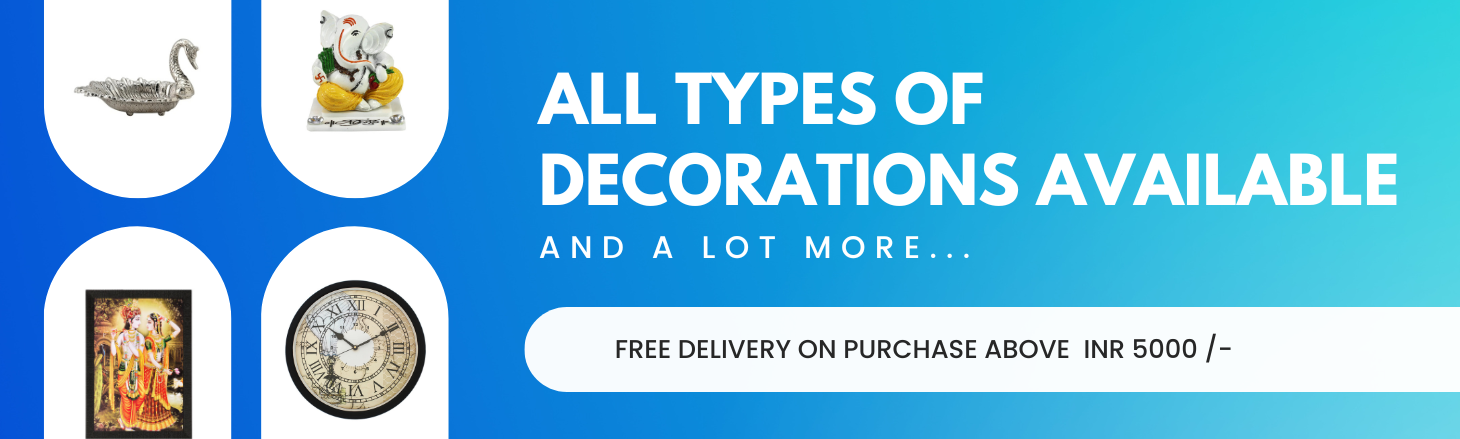 ALL TYPES OF
DECORATIONS AVAILABLE
AND A LOT MORE...
FREE DELIVERY ON PURCHASE ABOVE INR 5000 /-